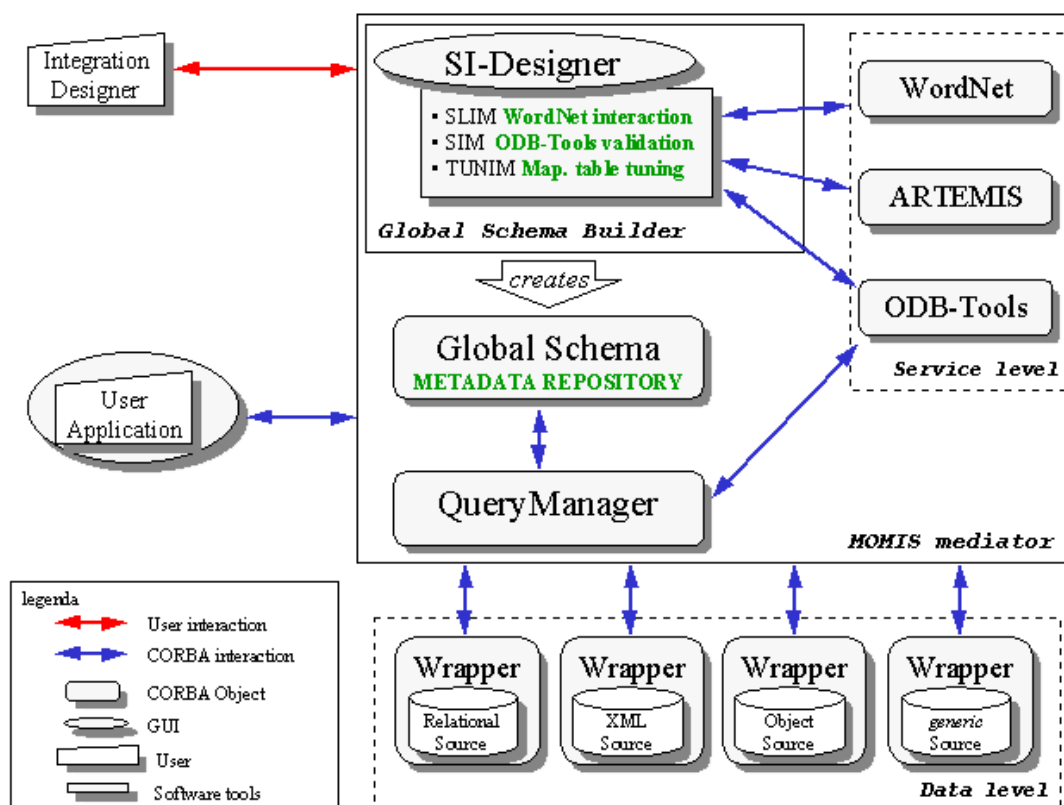 Integration
Designer
SI-Designer
▪ SLIM WordNet interaction
▪ SIM ODB-Tools validation
▪ TUNIM Map. table tuning
Global Schema Builder
WordNet
ARTEMIS
ODB-Tools
Service level
creates
Global Schema
METADATA REPOSITORY
User
Application
QueryManager
MOMIS mediator
legenda
User interaction
CORBA interaction
CORBA Object
GUI
User
Software tools
Wrapper
Relational
Source
Wrapper
XML
Source
Wrapper
Object
Source
Wrapper
generic
Source
Data level